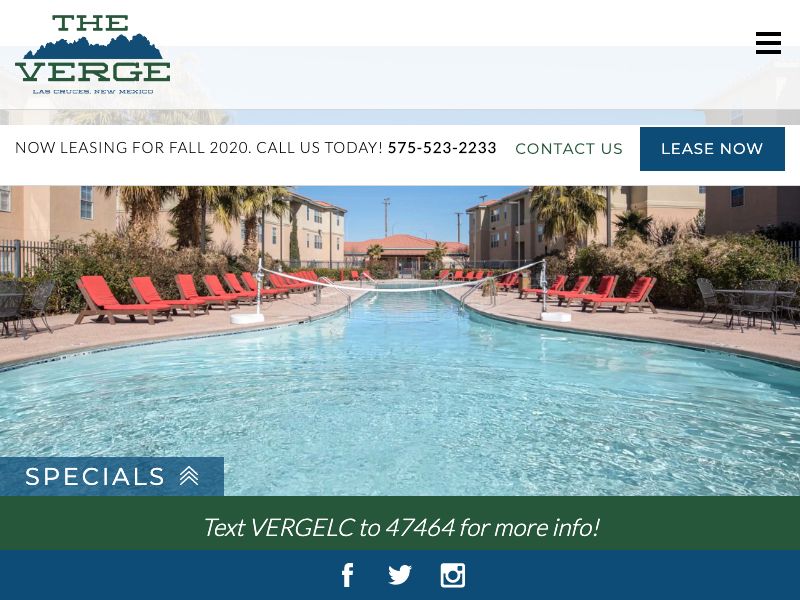 THE
VERGE
LAS CRUCES, NEW MEXICO
NOW LEASING FOR FALL 2020. CALL US TODAY! 575-523-2233 CONTACT US LEASE NOW
SPECIALS
Text VERGELC to 47464 for more info!